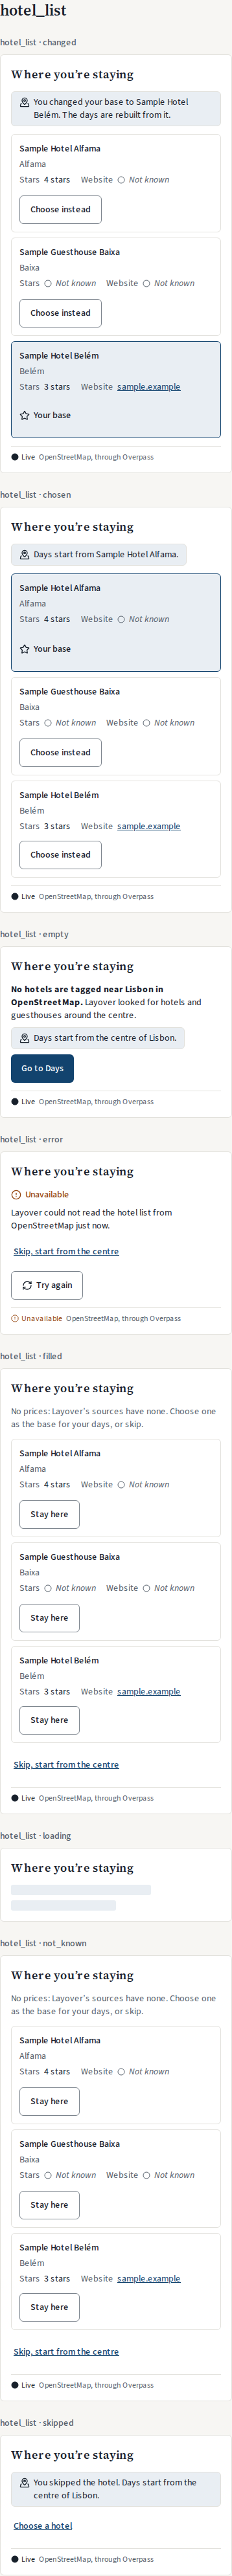 hotel_list
hotel_list · changed
Where you're staying
You changed your base to Sample Hotel
Belém. The days are rebuilt from it.
Sample Hotel Alfama
Alfama
Stars 4 stars Website Not known
Choose instead
Sample Guesthouse Baixa
Baixa
Stars Not known Website Not known
Choose instead
Sample Hotel Belém
Belém
Stars 3 stars Website sample.example
Your base
Live OpenStreetMap, through Overpass
hotel_list · chosen
Where you're staying
Days start from Sample Hotel Alfama.
Sample Hotel Alfama
Alfama
Stars 4 stars Website Not known
Your base
Sample Guesthouse Baixa
Baixa
Stars Not known Website Not known
Choose instead
Sample Hotel Belém
Belém
Stars 3 stars Website sample.example
Choose instead
Live OpenStreetMap, through Overpass
hotel_list · empty
Where you're staying
No hotels are tagged near Lisbon in
OpenStreetMap. Layover looked for hotels and
guesthouses around the centre.
Days start from the centre of Lisbon.
Go to Days
Live OpenStreetMap, through Overpass
hotel_list · error
Where you're staying
Unavailable
Layover could not read the hotel list from
OpenStreetMap just now.
Skip, start from the centre
Try again
Unavailable OpenStreetMap, through Overpass
hotel_list · filled
Where you're staying
No prices: Layover's sources have none. Choose one
as the base for your days, or skip.
Sample Hotel Alfama
Alfama
Stars 4 stars Website Not known
Stay here
Sample Guesthouse Baixa
Baixa
Stars Not known Website Not known
Stay here
Sample Hotel Belém
Belém
Stars 3 stars Website sample.example
Stay here
Skip, start from the centre
Live OpenStreetMap, through Overpass
hotel_list · loading
Where you're staying
hotel_list · not_known
Where you're staying
No prices: Layover's sources have none. Choose one
as the base for your days, or skip.
Sample Hotel Alfama
Alfama
Stars 4 stars Website Not known
Stay here
Sample Guesthouse Baixa
Baixa
Stars Not known Website Not known
Stay here
Sample Hotel Belém
Belém
Stars 3 stars Website sample.example
Stay here
Skip, start from the centre
Live OpenStreetMap, through Overpass
hotel_list · skipped
Where you're staying
You skipped the hotel. Days start from the
centre of Lisbon.
Choose a hotel
Live OpenStreetMap, through Overpass